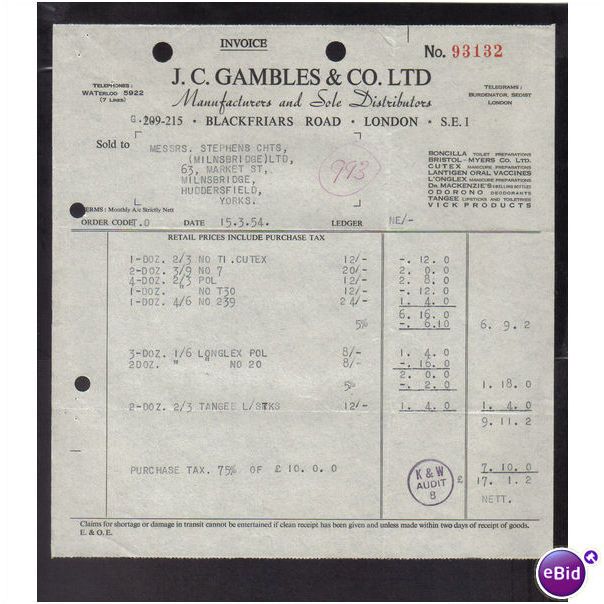 INVOICE
No. 93132
J. C. GAMBLES & CO. LTD
TELEPHONES:
WATERLOO 5922
(7 LINES)
Manufacturers and Sole Distributors
TELEGRAMS:
BURDENATOR, SEDIST
LONDON
G. 209-215 • BLACKFRIARS ROAD • LONDON • S.E.1
Sold to
MESSRS. STEPHENS CHTS,
(MILNSBRIDGE)LTD,
63, MARKET ST,
MILNSBRIDGE,
HUDDERSFIELD,
YORKS.
993
BONCILLA TOILET PREPARATIONS
BRISTOL-MYERS CO. LTD.
CUTEX MANICURE PREPARATIONS
LANTIGEN ORAL VACCINES
L'ONGLEX MANICURE PREPARATIONS
DR. MACKENZIE'S SMELLING BOTTLES
ODORONO DEODORANTS
TANGEE LIPSTICKS AND TOILETRIES
VICK PRODUCTS
TERMS: Monthly A/c Strictly Nett
ORDER CODE T.O DATE 15.3.54. LEDGER NE/-
RETAIL PRICES INCLUDE PURCHASE TAX
1-DOZ. 2/3 NO T1.CUTEX 12/- -. 12. 0
2-DOZ. 3/9 NO 7 20/- 2. 0. 0
4-DOZ. 2/3 POL 12/- 2. 8. 0
1-DOZ. " NO T30 12/- -. 12. 0
1-DOZ. 4/6 NO 239 24/- 1. 4. 0
6. 16. 0
5% -. 6.10 6. 9. 2
3-DOZ. 1/6 LONGLEX POL 8/- 1. 4. 0
2DOZ. " " NO 20 8/- -. 16. 0
2. 0. 0
5% -. 2. 0 1. 18. 0
2-DOZ. 2/3 TANGEE L/STKS 12/- 1. 4. 0 1. 4. 0
9. 11. 2
PURCHASE TAX. 75% OF £10.0.0 7. 10. 0
K & W
AUDIT
8
£ 17. 1. 2
NETT.
Claims for shortage or damage in transit cannot be entertained if clean receipt has been given and unless made within two days of receipt of goods.
E. & O. E.
eBid